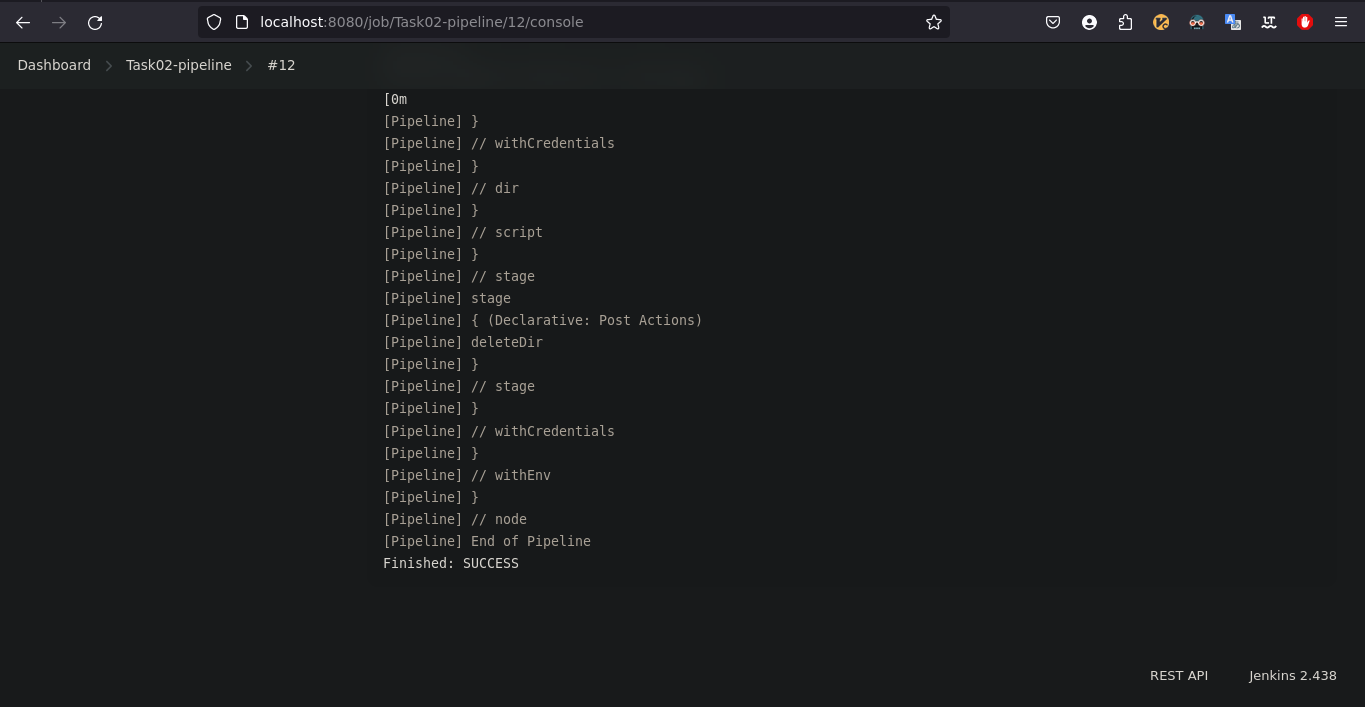 localhost:8080/job/Task02-pipeline/12/console
Dashboard > Task02-pipeline > #12
[0m
[Pipeline] }
[Pipeline] // withCredentials
[Pipeline] }
[Pipeline] // dir
[Pipeline] }
[Pipeline] // script
[Pipeline] }
[Pipeline] // stage
[Pipeline] stage
[Pipeline] { (Declarative: Post Actions)
[Pipeline] deleteDir
[Pipeline] }
[Pipeline] // stage
[Pipeline] }
[Pipeline] // withCredentials
[Pipeline] }
[Pipeline] // withEnv
[Pipeline] }
[Pipeline] // node
[Pipeline] End of Pipeline
Finished: SUCCESS
REST API Jenkins 2.438